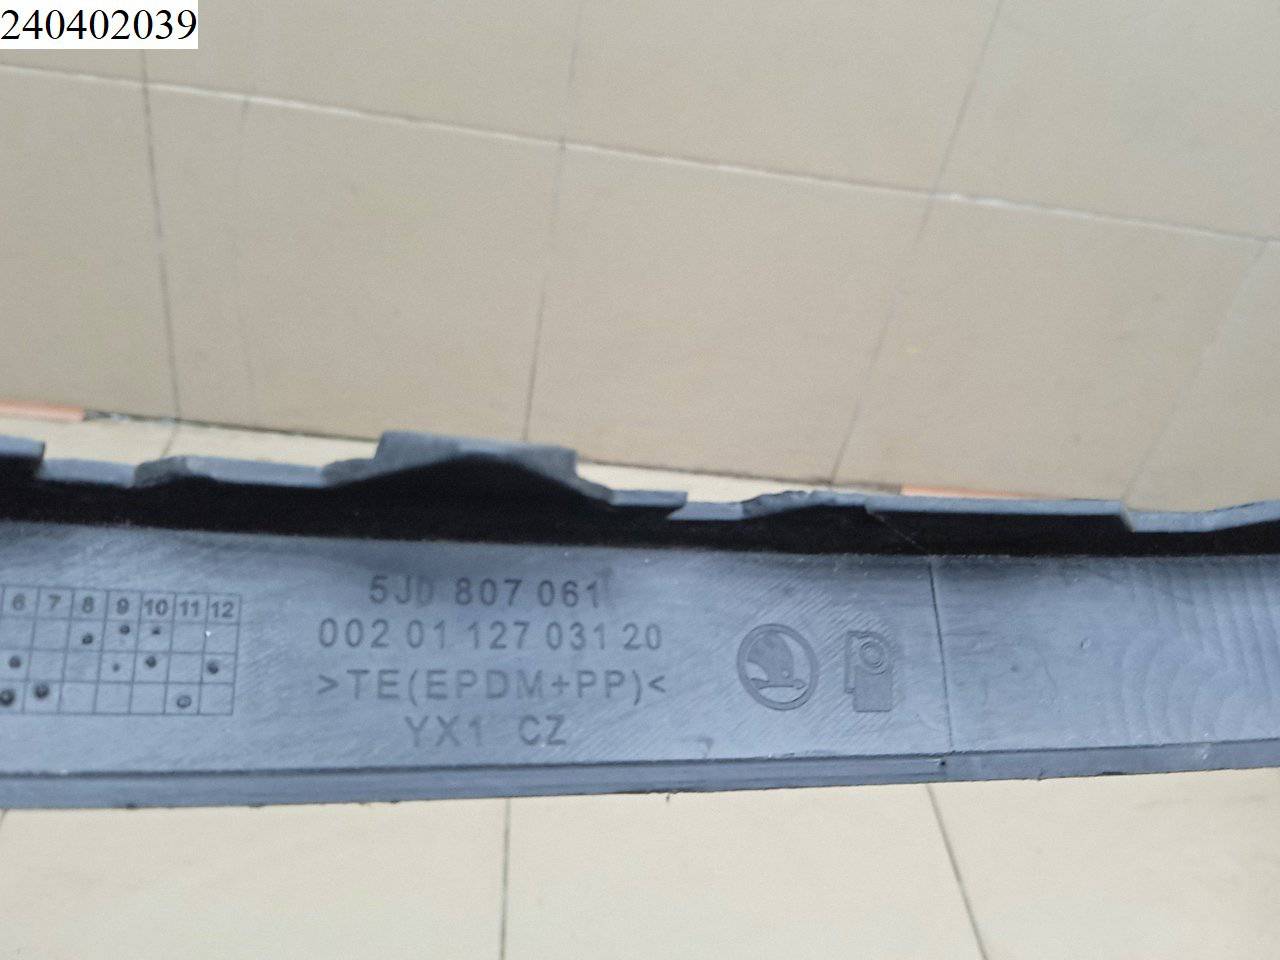 240402039
5J0 807 061
002 01 127 031 20
6 7 8 9 10 11 12
>TE(EPDM+PP)<
YX1 CZ